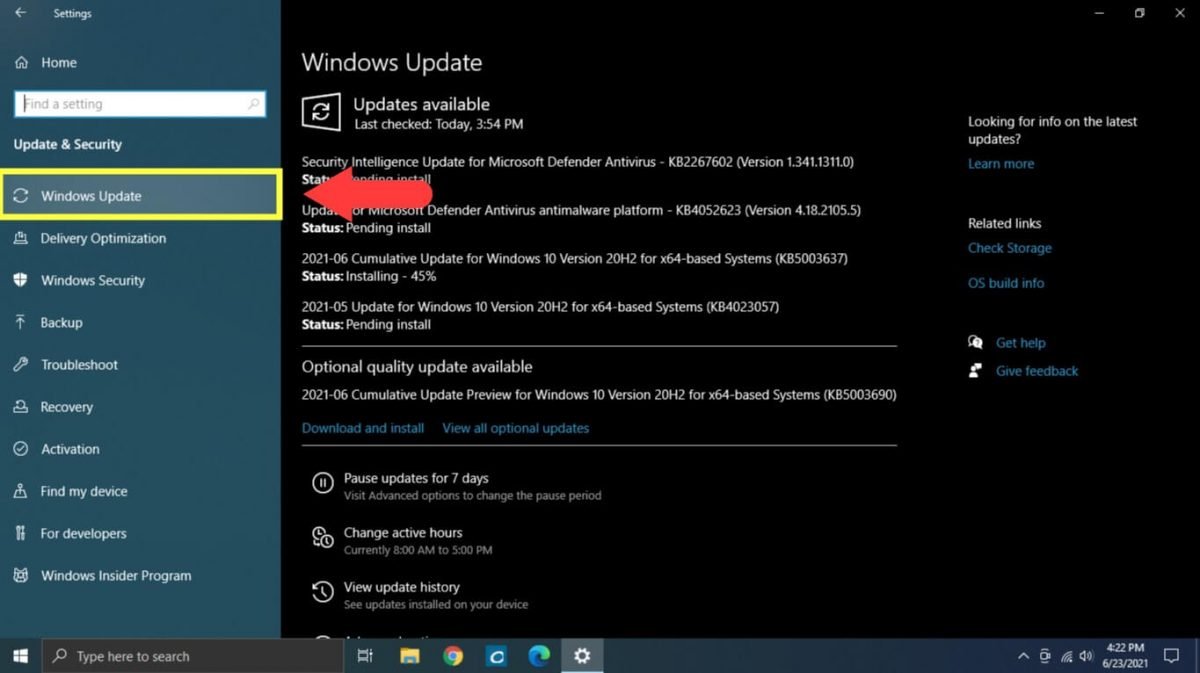 Settings
Home
Find a setting
Update & Security
Windows Update
Delivery Optimization
Windows Security
Backup
Troubleshoot
Recovery
Activation
Find my device
For developers
Windows Insider Program
Windows Update
Updates available
Last checked: Today, 3:54 PM
Security Intelligence Update for Microsoft Defender Antivirus - KB2267602 (Version 1.341.1311.0)
Pending install
for Microsoft Defender Antivirus antimalware platform - KB4052623 (Version 4.18.2105.5)
Status: Pending install
2021-06 Cumulative Update for Windows 10 Version 20H2 for x64-based Systems (KB5003637)
Status: Installing - 45%
2021-05 Update for Windows 10 Version 20H2 for x64-based Systems (KB4023057)
Status: Pending install
Optional quality update available
2021-06 Cumulative Update Preview for Windows 10 Version 20H2 for x64-based Systems (KB5003690)
Download and install View all optional updates
Pause updates for 7 days
Visit Advanced options to change the pause period
Change active hours
Currently 8:00 AM to 5:00 PM
View update history
See updates installed on your device
Looking for info on the latest
updates?
Learn more
Related links
Check Storage
OS build info
Get help
Give feedback
Type here to search
4:22 PM
6/23/2021